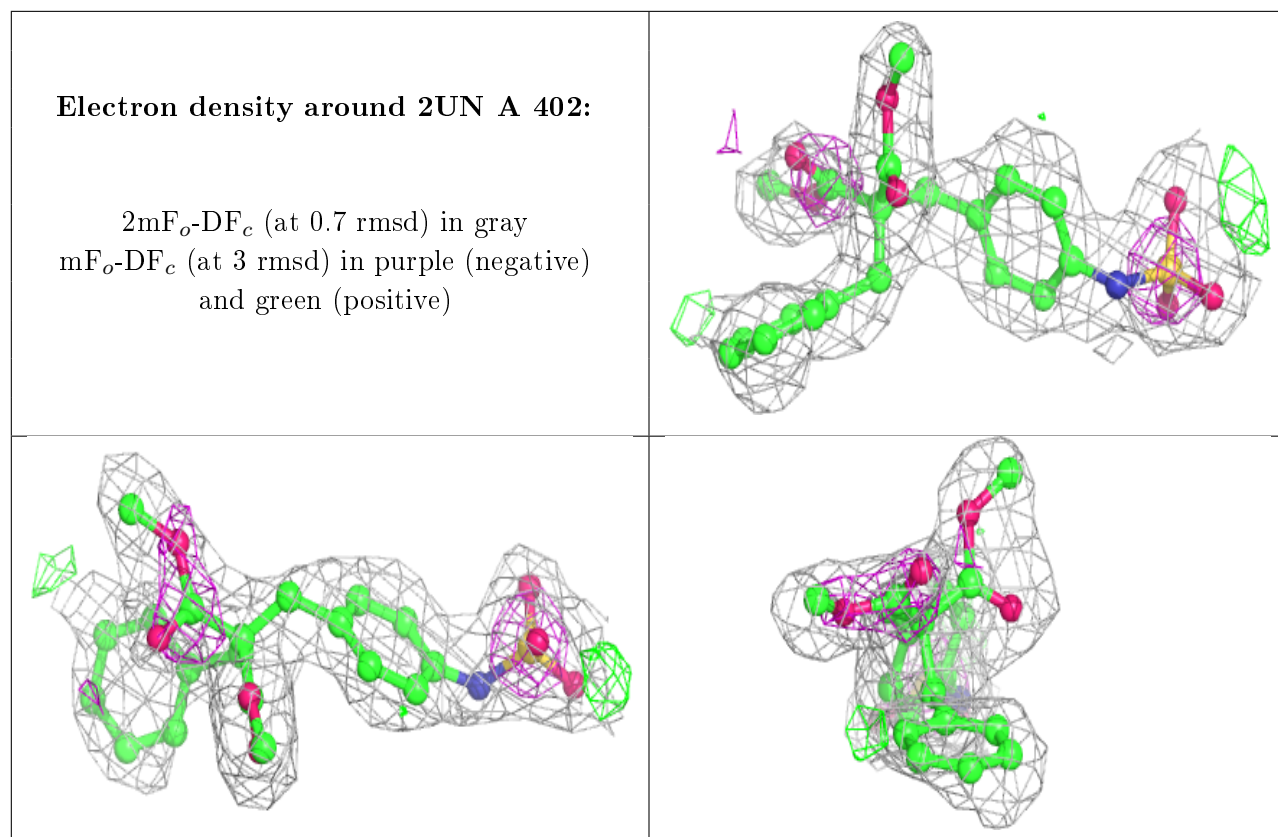 Electron density around 2UN A 402:
2mFₒ-DF𝒸 (at 0.7 rmsd) in gray
mFₒ-DF𝒸 (at 3 rmsd) in purple (negative)
and green (positive)